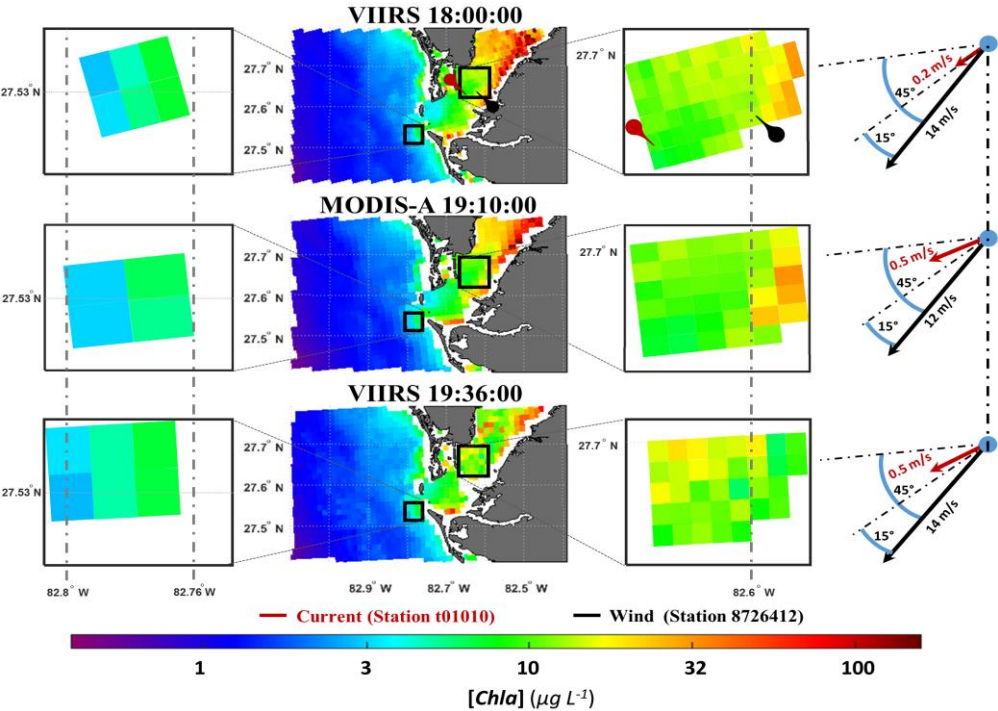 VIIRS 18:00:00
27.53°N
27.7°
27.6°
27.5° N
27.7° N
0.2 m/s
45°
14 m/s
15°
MODIS-A 19:10:00
27.53°N
27.7° N
27.6° N
27.5° N
27.7° N
0.5 m/s
45°
12 m/s
15°
VIIRS 19:36:00
27.53°N
27.7° N
27.6° N
27.5° N
27.7° N
0.5 m/s
45°
14 m/s
15°
82.8° W
82.76° W
82.9° W
82.7° W
82.5° W
82.6° W
Current (Station t01010)
Wind (Station 8726412)
1
3
10
32
100
[Chla] (µg L⁻¹)